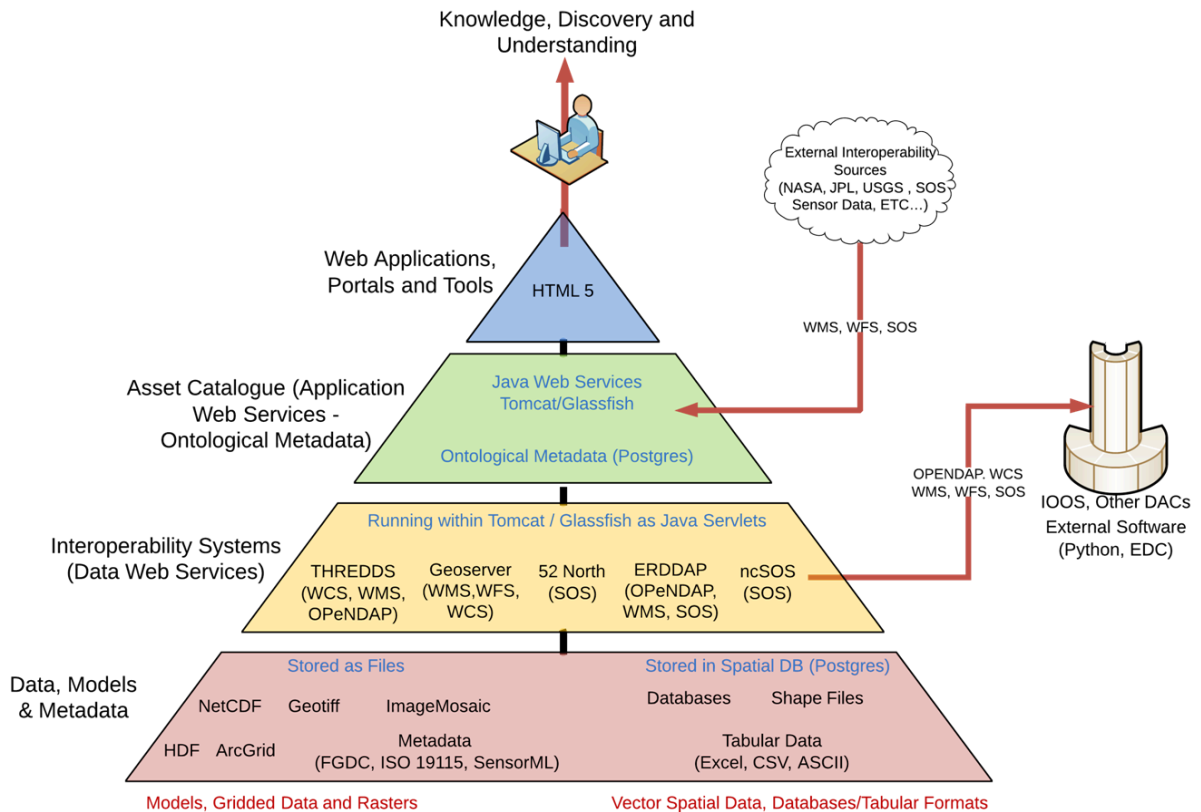 Knowledge, Discovery and
Understanding
External Interoperability
Sources
(NASA, JPL, USGS , SOS
Sensor Data, ETC...)
Web Applications,
Portals and Tools
HTML 5
WMS, WFS, SOS
Asset Catalogue (Application
Web Services -
Ontological Metadata)
Java Web Services
Tomcat/Glassfish
Ontological Metadata (Postgres)
OPENDAP. WCS
WMS, WFS, SOS
IOOS, Other DACs
External Software
(Python, EDC)
Interoperability Systems
(Data Web Services)
Running within Tomcat / Glassfish as Java Servlets
THREDDS
(WCS, WMS,
OPeNDAP)
Geoserver
(WMS,WFS,
WCS)
52 North
(SOS)
ERDDAP
(OPeNDAP,
WMS, SOS)
ncSOS
(SOS)
Data, Models
& Metadata
Stored as Files
NetCDF
Geotiff
ImageMosaic
HDF
ArcGrid
Metadata
(FGDC, ISO 19115, SensorML)
Stored in Spatial DB (Postgres)
Databases
Shape Files
Tabular Data
(Excel, CSV, ASCII)
Models, Gridded Data and Rasters
Vector Spatial Data, Databases/Tabular Formats